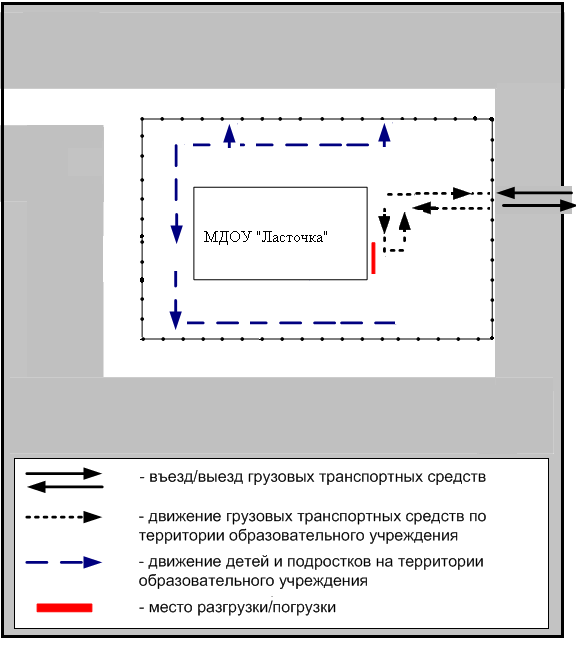 МДОУ "Ласточка"
- въезд/выезд грузовых транспортных средств
- движение грузовых транспортных средств по
территории образовательного учреждения
- движение детей и подростков на территории
образовательного учреждения
- место разгрузки/погрузки